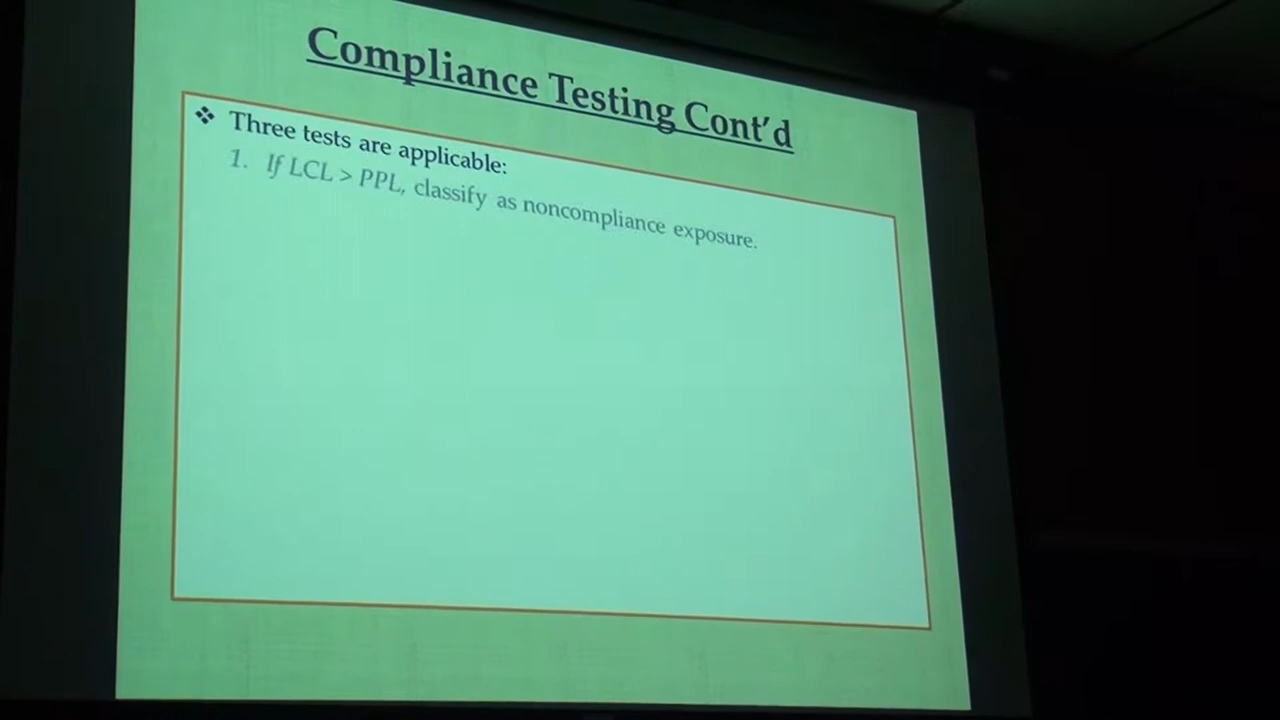 Compliance Testing Cont'd
❖ Three tests are applicable:
1. If LCL > PPL, classify as noncompliance exposure.